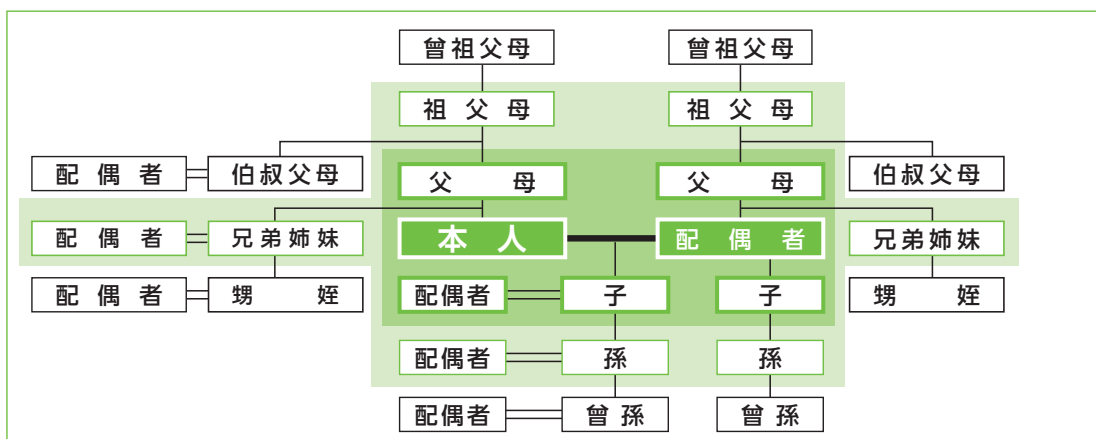 曾祖父母 曾祖父母
祖父母 祖父母
配偶者 伯叔父母 父母 父母 伯叔父母
配偶者 兄弟姉妹 本人 配偶者 兄弟姉妹
配偶者 甥姪 配偶者 子 子 甥姪
配偶者 孫 孫
配偶者 曾孫 曾孫